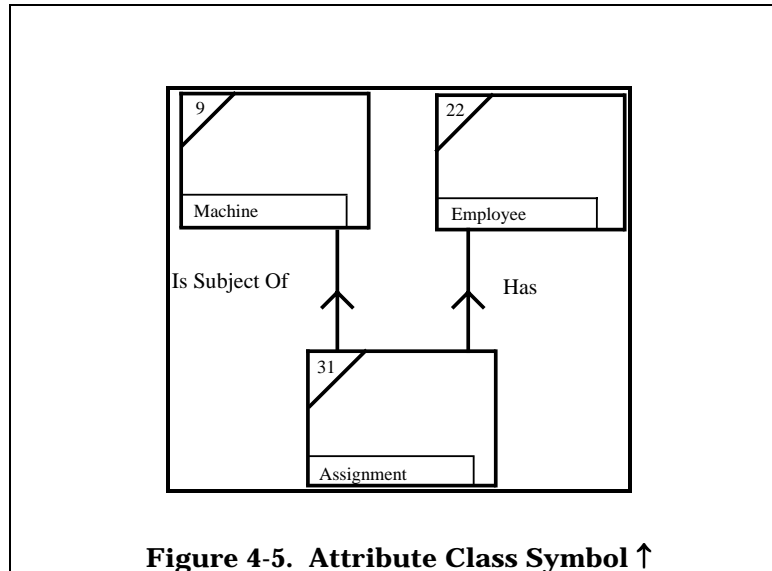 9
22
Machine
Employee
Is Subject Of
Has
31
Assignment
Figure 4-5. Attribute Class Symbol ↑